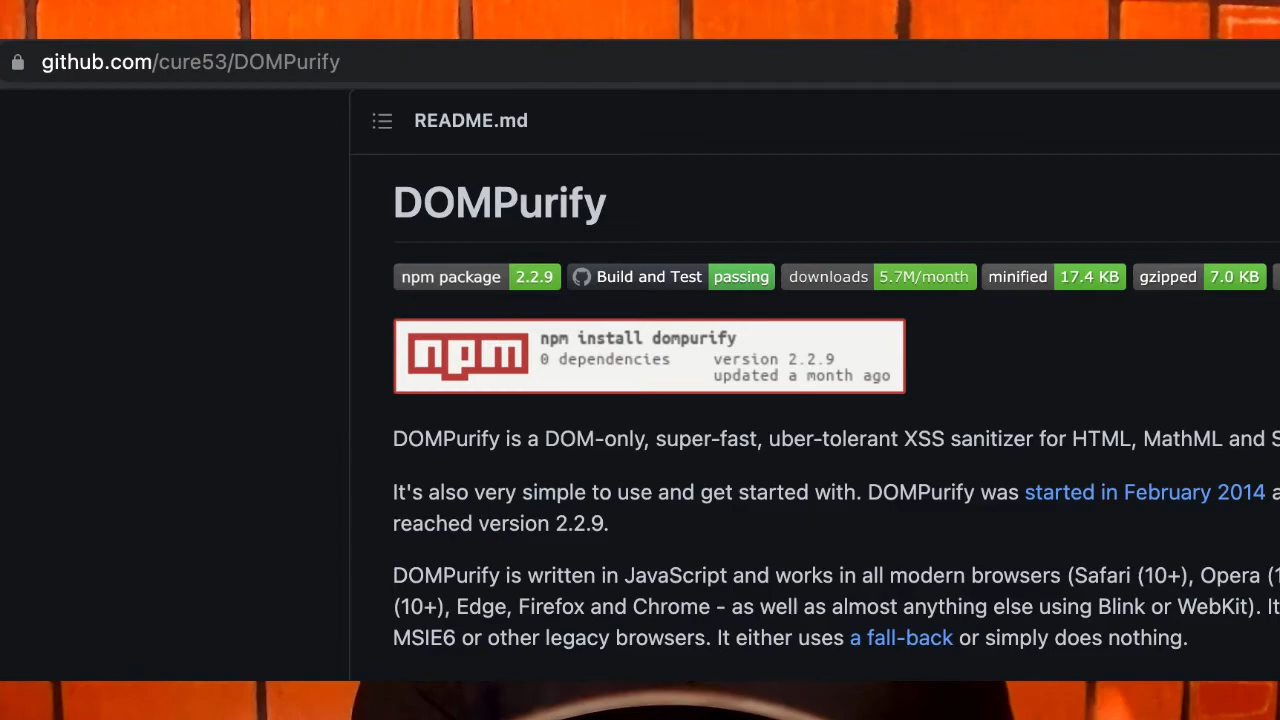 github.com/cure53/DOMPurify
README.md
DOMPurify
npm package 2.2.9 Build and Test passing downloads 5.7M/month minified 17.4 KB gzipped 7.0 KB
npm
npm install dompurify
0 dependencies version 2.2.9
updated a month ago
DOMPurify is a DOM-only, super-fast, uber-tolerant XSS sanitizer for HTML, MathML and S
It's also very simple to use and get started with. DOMPurify was started in February 2014 a
reached version 2.2.9.
DOMPurify is written in JavaScript and works in all modern browsers (Safari (10+), Opera (1
(10+), Edge, Firefox and Chrome - as well as almost anything else using Blink or WebKit). It
MSIE6 or other legacy browsers. It either uses a fall-back or simply does nothing.